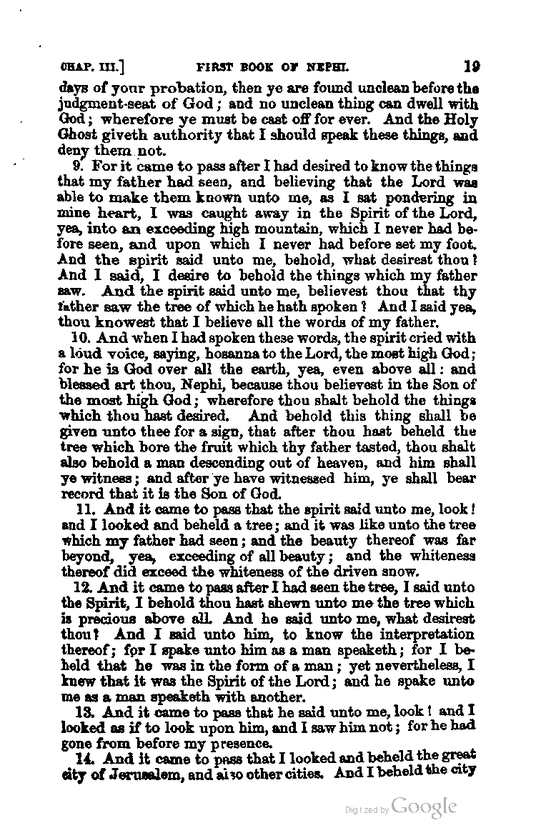 CHAP. III.] FIRST BOOK OF NEPHI. 19
days of your probation, then ye are found unclean before the
judgment-seat of God; and no unclean thing can dwell with
God; wherefore ye must be cast off for ever. And the Holy
Ghost giveth authority that I should speak these things, and
deny them not.
9. For it came to pass after I had desired to know the things
that my father had seen, and believing that the Lord was
able to make them known unto me, as I sat pondering in
mine heart, I was caught away in the Spirit of the Lord,
yea, into an exceeding high mountain, which I never had be-
fore seen, and upon which I never had before set my foot.
And the spirit said unto me, behold, what desirest thou?
And I said, I desire to behold the things which my father
saw. And the spirit said unto me, believest thou that thy
father saw the tree of which he hath spoken? And I said yea,
thou knowest that I believe all the words of my father.
10. And when I had spoken these words, the spirit cried with
a loud voice, saying, hosanna to the Lord, the most high God;
for he is God over all the earth, yea, even above all: and
blessed art thou, Nephi, because thou believest in the Son of
the most high God; wherefore thou shalt behold the things
which thou hast desired. And behold this thing shall be
given unto thee for a sign, that after thou hast beheld the
tree which bore the fruit which thy father tasted, thou shalt
also behold a man descending out of heaven, and him shall
ye witness; and after ye have witnessed him, ye shall bear
record that it is the Son of God.
11. And it came to pass that the spirit said unto me, look!
and I looked and beheld a tree; and it was like unto the tree
which my father had seen; and the beauty thereof was far
beyond, yea, exceeding of all beauty; and the whiteness
thereof did exceed the whiteness of the driven snow.
12. And it came to pass after I had seen the tree, I said unto
the Spirit, I behold thou hast shewn unto me the tree which
is precious above all. And he said unto me, what desirest
thou? And I said unto him, to know the interpretation
thereof; for I spake unto him as a man speaketh; for I be-
held that he was in the form of a man; yet nevertheless, I
knew that it was the Spirit of the Lord; and he spake unto
me as a man speaketh with another.
13. And it came to pass that he said unto me, look! and I
looked as if to look upon him, and I saw him not; for he had
gone from before my presence.
14. And it came to pass that I looked and beheld the great
city of Jerusalem, and also other cities. And I beheld the city
Digitized by Google